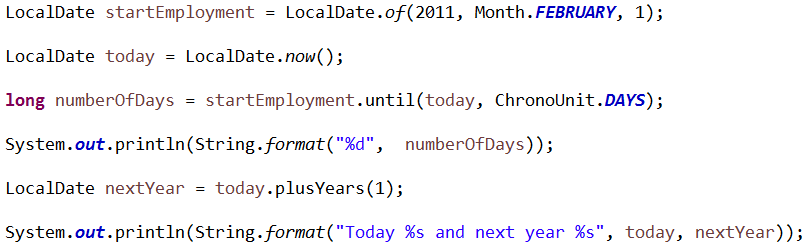 LocalDate startEmployment = LocalDate.of(2011, Month.FEBRUARY, 1);
LocalDate today = LocalDate.now();
long numberOfDays = startEmployment.until(today, ChronoUnit.DAYS);
System.out.println(String.format("%d",  numberOfDays));
LocalDate nextYear = today.plusYears(1);
System.out.println(String.format("Today %s and next year %s", today, nextYear));